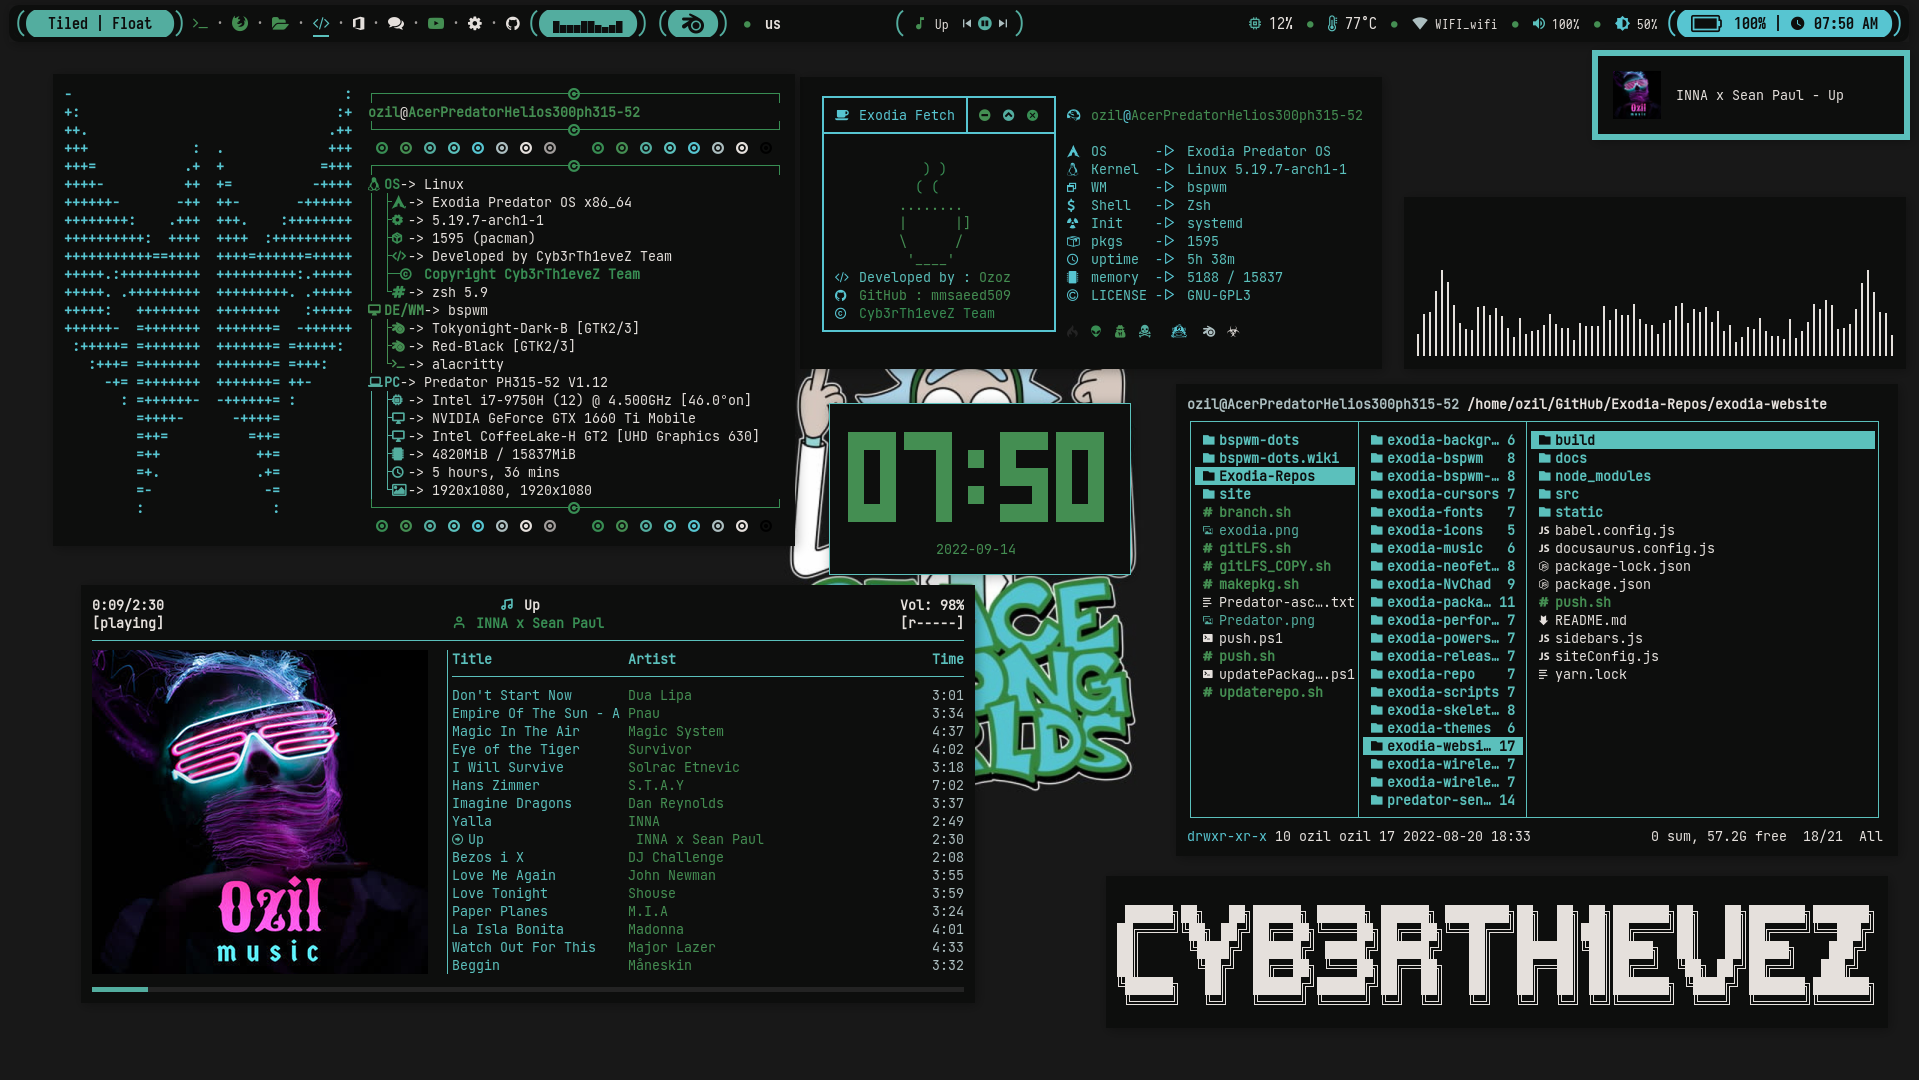 Tiled | Float
us
Up
12%
77°C
WIFI_wifi
100%
50%
100% | 07:50 AM
INNA x Sean Paul - Up
ozil@AcerPredatorHelios300ph315-52
OS-> Linux
-> Exodia Predator OS x86_64
-> 5.19.7-arch1-1
-> 1595 (pacman)
-> Developed by Cyb3rTh1eveZ Team
Copyright Cyb3rTh1eveZ Team
-> zsh 5.9
DE/WM-> bspwm
-> Tokyonight-Dark-B [GTK2/3]
-> Red-Black [GTK2/3]
-> alacritty
PC-> Predator PH315-52 V1.12
-> Intel i7-9750H (12) @ 4.500GHz [46.0°on]
-> NVIDIA GeForce GTX 1660 Ti Mobile
-> Intel CoffeeLake-H GT2 [UHD Graphics 630]
-> 4820MiB / 15837MiB
-> 5 hours, 36 mins
-> 1920x1080, 1920x1080
Exodia Fetch
Developed by : Ozoz
GitHub : mmsaeed509
Cyb3rTh1eveZ Team
ozil@AcerPredatorHelios300ph315-52
OS -> Exodia Predator OS
Kernel -> Linux 5.19.7-arch1-1
WM -> bspwm
Shell -> Zsh
Init -> systemd
pkgs -> 1595
uptime -> 5h 38m
memory -> 5188 / 15837
LICENSE -> GNU-GPL3
07:50
2022-09-14
0:09/2:30
Up
Vol: 98%
[playing]
INNA x Sean Paul
[r-----]
Title Artist Time
Don't Start Now Dua Lipa 3:01
Empire Of The Sun - A Pnau 3:34
Magic In The Air Magic System 4:37
Eye of the Tiger Survivor 4:02
I Will Survive Solrac Etnevic 3:18
Hans Zimmer S.T.A.Y 7:02
Imagine Dragons Dan Reynolds 3:37
Yalla INNA 2:49
Up INNA x Sean Paul 2:30
Bezos i X DJ Challenge 2:08
Love Me Again John Newman 3:55
Love Tonight Shouse 3:59
Paper Planes M.I.A 3:24
La Isla Bonita Madonna 4:01
Watch Out For This Major Lazer 4:33
Beggin Måneskin 3:32
Ozil
music
ozil@AcerPredatorHelios300ph315-52 /home/ozil/GitHub/Exodia-Repos/exodia-website
bspwm-dots
bspwm-dots.wiki
Exodia-Repos
site
branch.sh
exodia.png
gitLFS.sh
gitLFS_COPY.sh
makepkg.sh
Predator-asc….txt
Predator.png
push.ps1
push.sh
updatePackag….ps1
updaterepo.sh
exodia-backgr… 6
exodia-bspwm 8
exodia-bspwm-… 8
exodia-cursors 7
exodia-fonts 7
exodia-icons 5
exodia-music 6
exodia-neofet… 8
exodia-NvChad 9
exodia-packa… 11
exodia-perfor… 7
exodia-powers… 7
exodia-releas… 7
exodia-repo 7
exodia-scripts 7
exodia-skelet… 8
exodia-themes 6
exodia-websi… 17
exodia-wirele… 7
exodia-wirele… 7
predator-sen… 14
build
docs
node_modules
src
static
babel.config.js
docusaurus.config.js
package-lock.json
package.json
push.sh
README.md
sidebars.js
siteConfig.js
yarn.lock
drwxr-xr-x 10 ozil ozil 17 2022-08-20 18:33 0 sum, 57.2G free 18/21 All
CYB3RTH1EVEZ